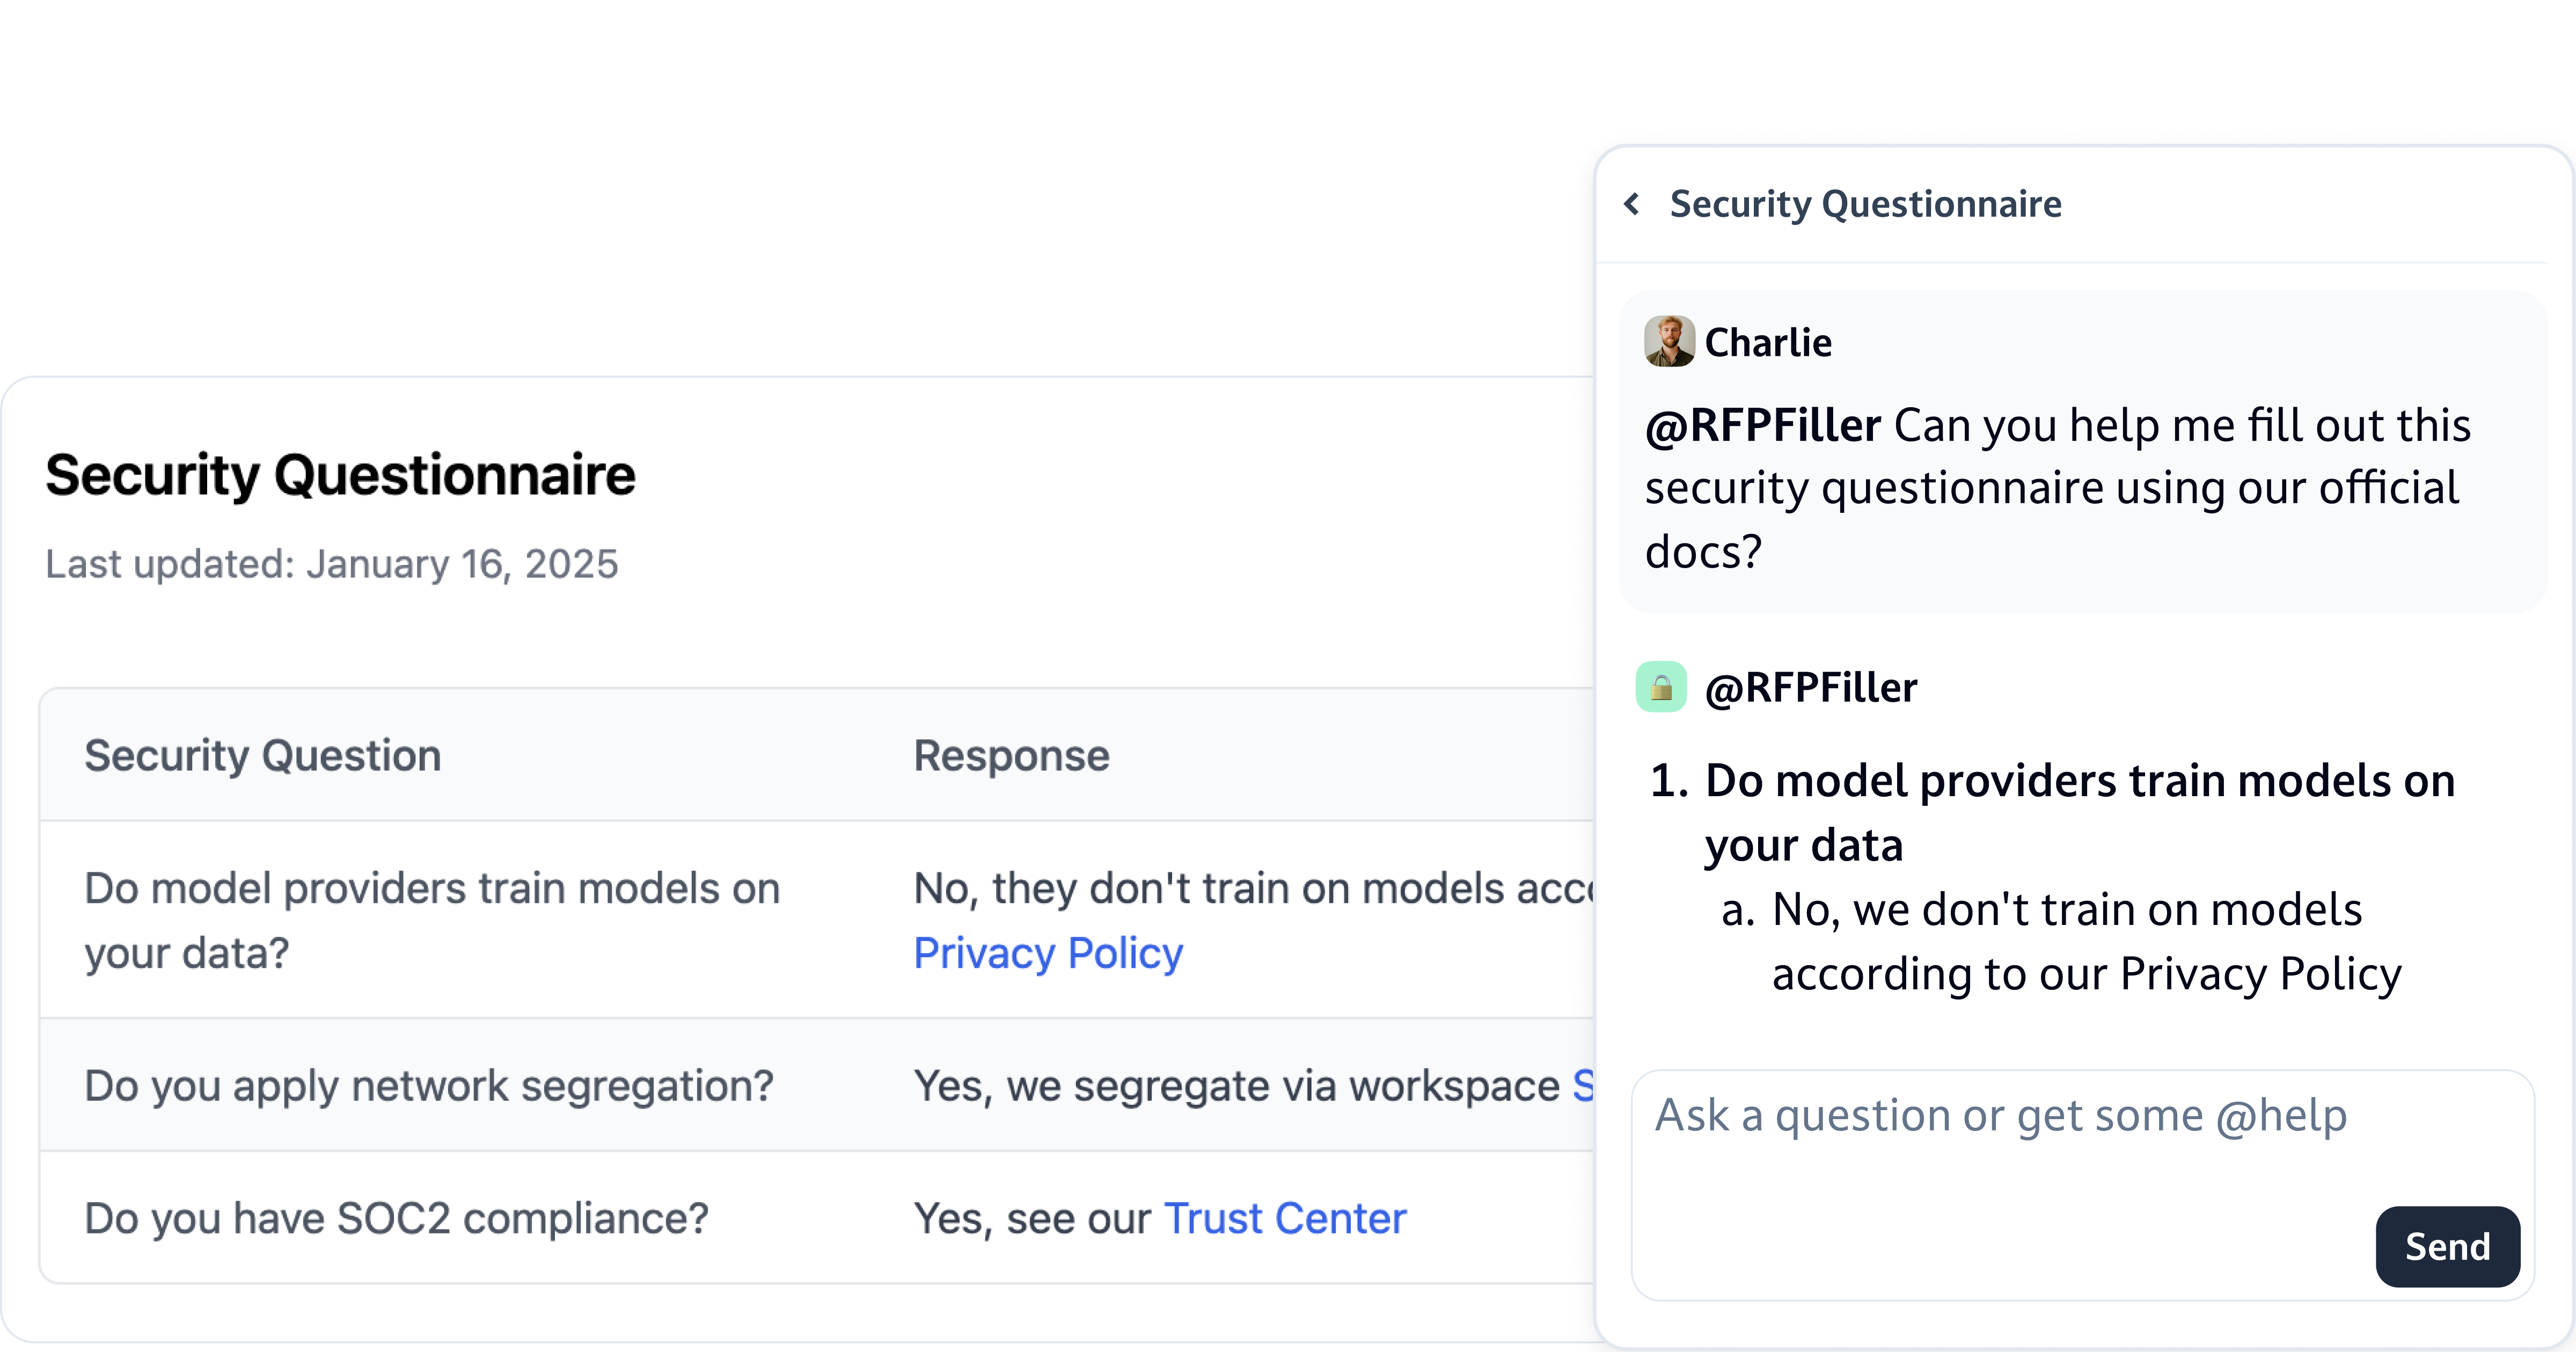 Security Questionnaire
Last updated: January 16, 2025
Security Question
Response
Do model providers train models on
your data?
No, they don't train on models
Privacy Policy
Do you apply network segregation?
Yes, we segregate via workspace
Do you have SOC2 compliance?
Yes, see our Trust Center
Security Questionnaire
Charlie
@RFPFiller Can you help me fill out this
security questionnaire using our official
docs?
@RFPFiller
1. Do model providers train models on
your data
a. No, we don't train on models
according to our Privacy Policy
Ask a question or get some @help
Send